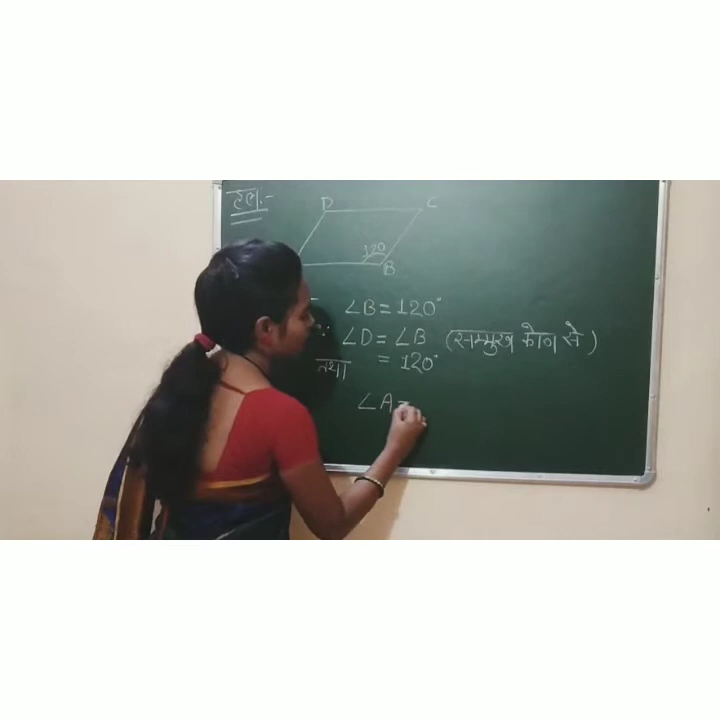 हल:-
D C
120
B
∠B = 120°
∵ ∠D = ∠B (सम्मुख कोण से)
= 120°
तथा
∠A =